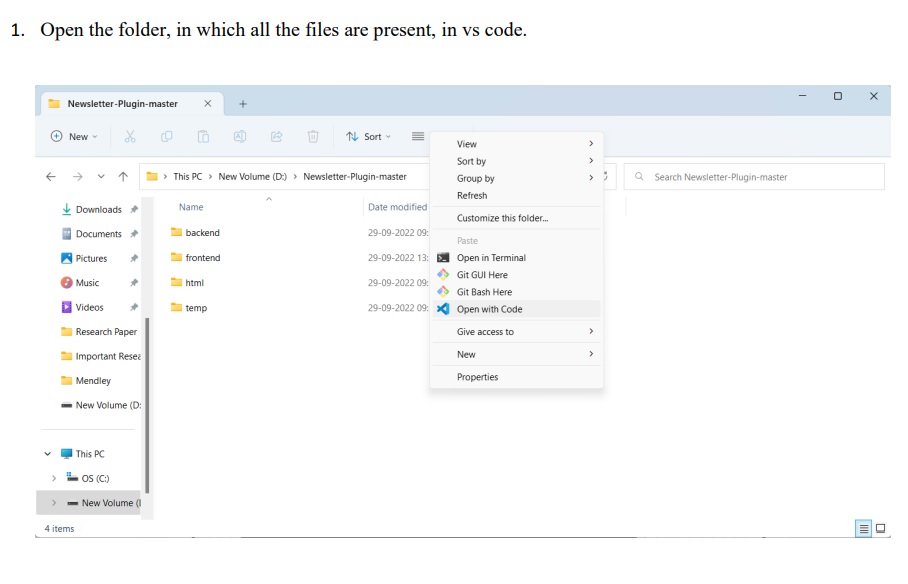 1. Open the folder, in which all the files are present, in vs code.
Newsletter-Plugin-master
New
Sort
This PC > New Volume (D:) > Newsletter-Plugin-master
Search Newsletter-Plugin-master
Downloads
Documents
Pictures
Music
Videos
Research Paper
Important Resea
Mendley
New Volume (D:
This PC
OS (C:)
New Volume (
Name Date modified
backend 29-09-2022 09:
frontend 29-09-2022 13:
html 29-09-2022 09:
temp 29-09-2022 09:
View
Sort by
Group by
Refresh
Customize this folder...
Paste
Open in Terminal
Git GUI Here
Git Bash Here
Open with Code
Give access to
New
Properties
4 items